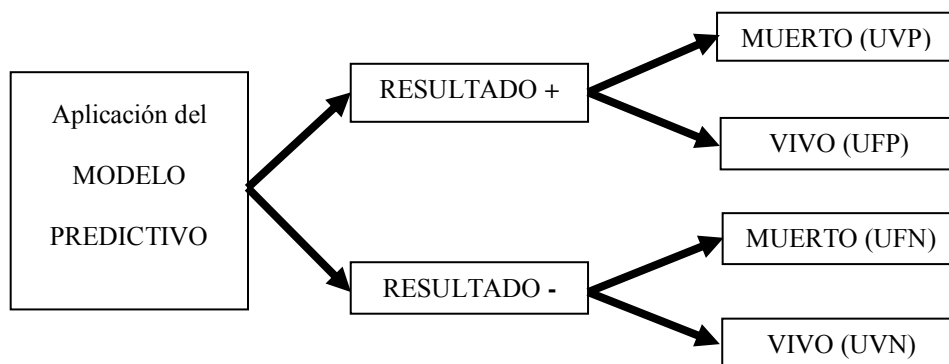 Aplicación del
MODELO
PREDICTIVO
RESULTADO +
RESULTADO -
MUERTO (UVP)
VIVO (UFP)
MUERTO (UFN)
VIVO (UVN)